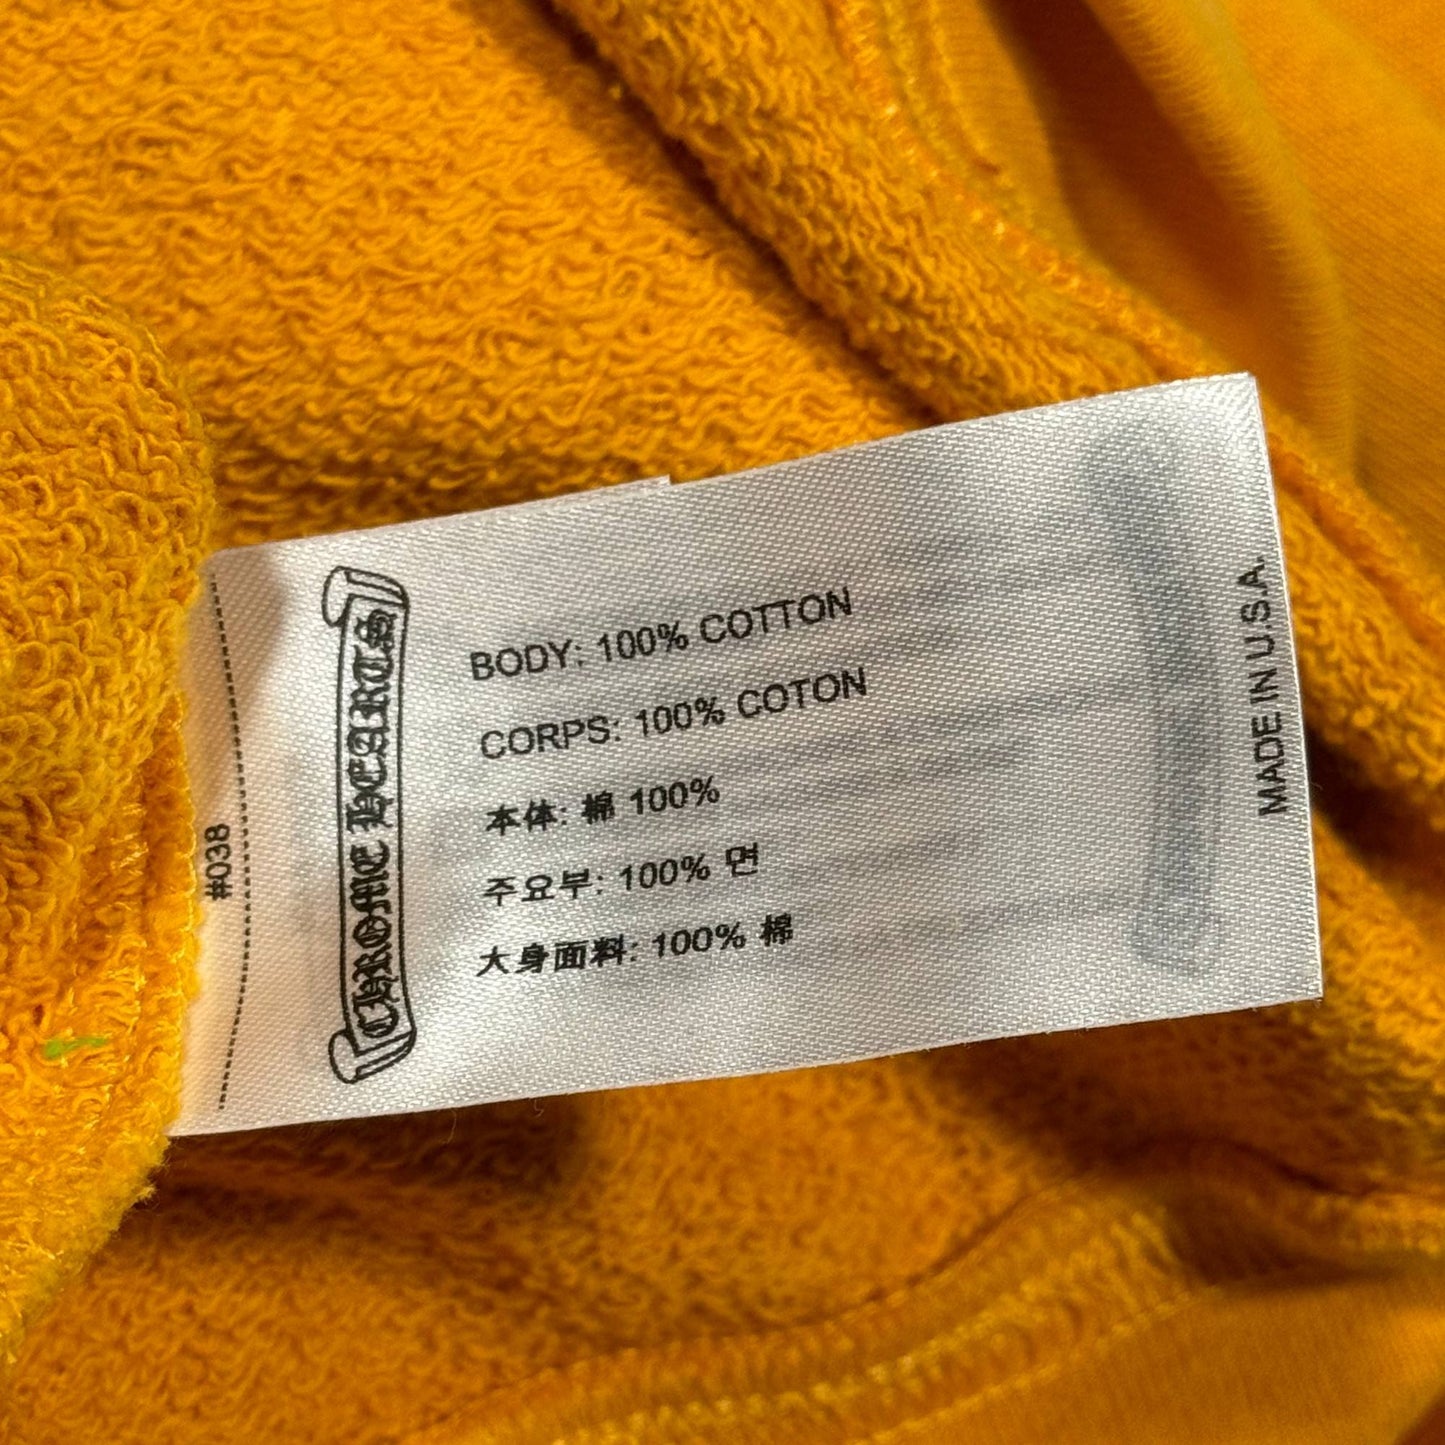 #038
CHROME HEARTS
BODY: 100% COTTON
CORPS: 100% COTON
本体: 棉 100%
주요부: 100% 면
大身面料: 100% 棉
MADE IN U.S.A.